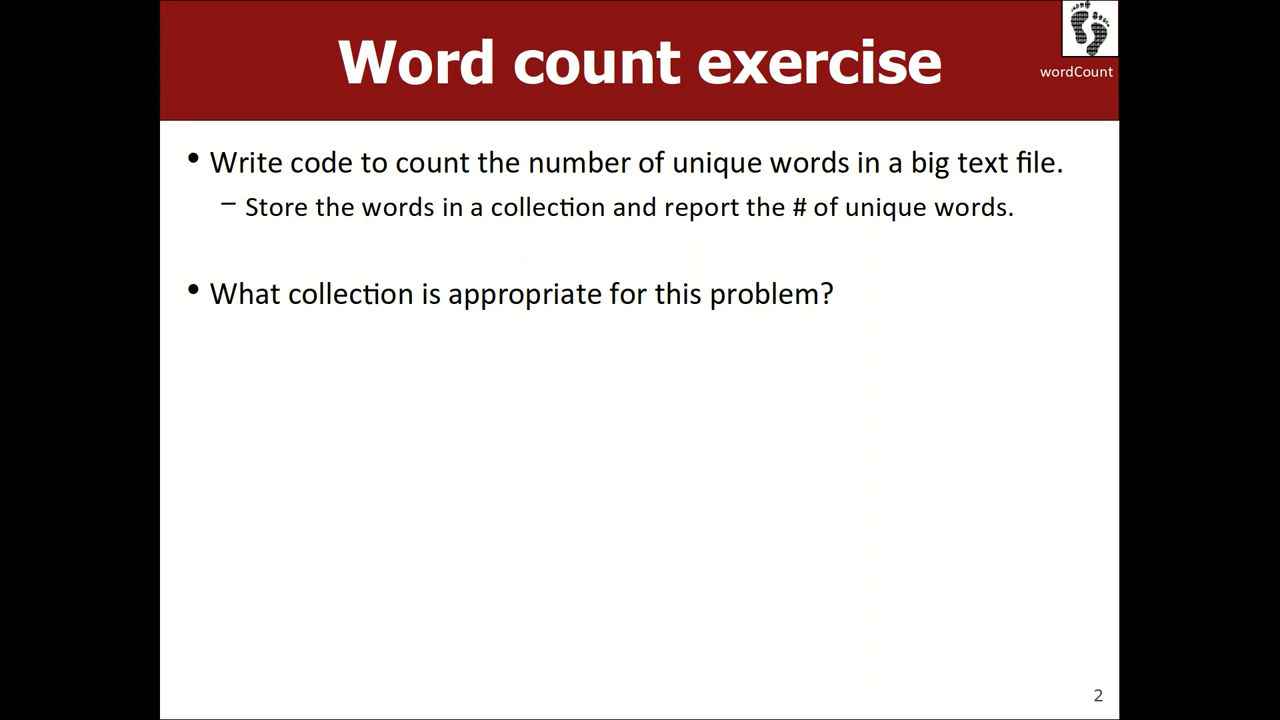 Word count exercise
wordCount
• Write code to count the number of unique words in a big text file.
– Store the words in a collection and report the # of unique words.
• What collection is appropriate for this problem?
2